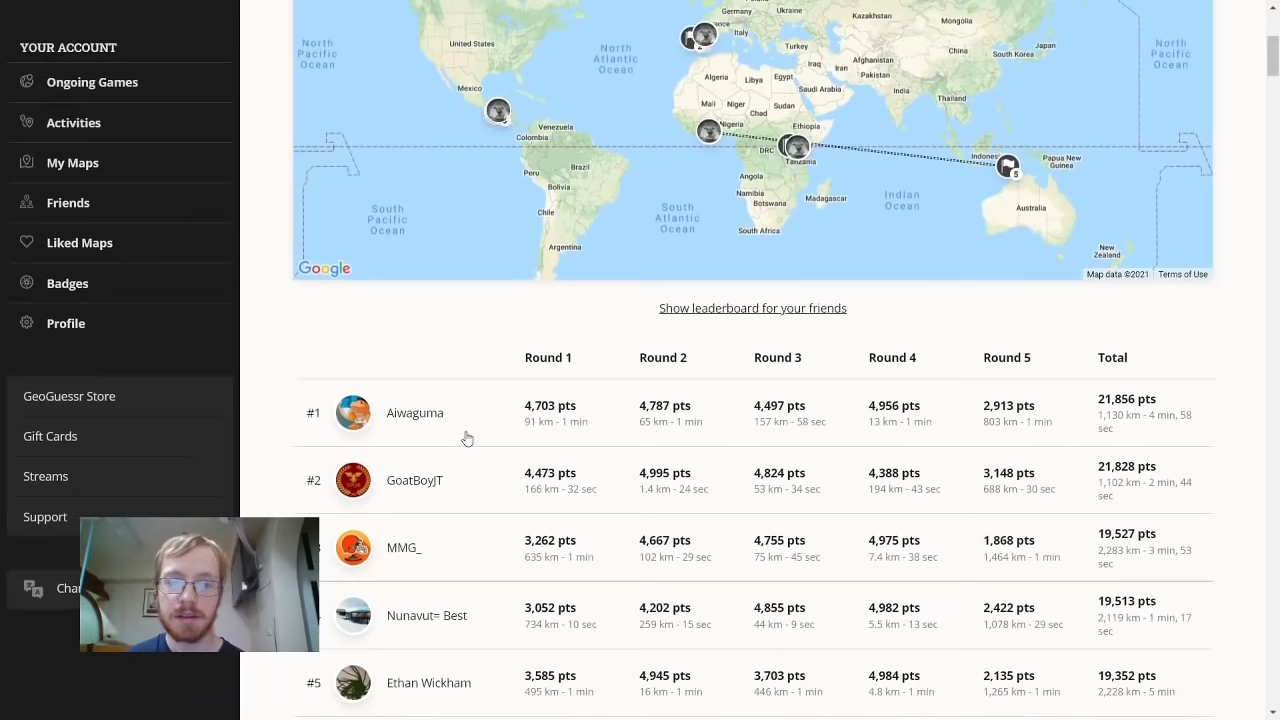 YOUR ACCOUNT
Ongoing Games
Activities
My Maps
Friends
Liked Maps
Badges
Profile
GeoGuessr Store
Gift Cards
Streams
Support
North Pacific Ocean
United States
Mexico
North Atlantic Ocean
Venezuela
Colombia
Peru
Brazil
Bolivia
Chile
Argentina
South Pacific Ocean
South Atlantic Ocean
Germany
Ukraine
Italy
Turkey
Kazakhstan
Mongolia
China
Japan
South Korea
Afghanistan
Pakistan
Iraq
Iran
Algeria
Libya
Egypt
Saudi Arabia
India
Thailand
Mali
Niger
Chad
Sudan
Nigeria
Ethiopia
DRC
Tanzania
Angola
Namibia
Botswana
Madagascar
South Africa
Indian Ocean
Papua New Guinea
Australia
New Zealand
North Pacific Ocean
5
Google
Map data ©2021 Terms of Use
Show leaderboard for your friends
Round 1 Round 2 Round 3 Round 4 Round 5 Total
#1 Aiwaguma 4,703 pts 4,787 pts 4,497 pts 4,956 pts 2,913 pts 21,856 pts
91 km - 1 min 65 km - 1 min 157 km - 58 sec 13 km - 1 min 803 km - 1 min 1,130 km - 4 min, 58 sec
#2 GoatBoyJT 4,473 pts 4,995 pts 4,824 pts 4,388 pts 3,148 pts 21,828 pts
166 km - 32 sec 1.4 km - 24 sec 53 km - 34 sec 194 km - 43 sec 688 km - 30 sec 1,102 km - 2 min, 44 sec
MMG_ 3,262 pts 4,667 pts 4,755 pts 4,975 pts 1,868 pts 19,527 pts
635 km - 1 min 102 km - 29 sec 75 km - 45 sec 7.4 km - 38 sec 1,464 km - 1 min 2,283 km - 3 min, 53 sec
Nunavut= Best 3,052 pts 4,202 pts 4,855 pts 4,982 pts 2,422 pts 19,513 pts
734 km - 10 sec 259 km - 15 sec 44 km - 9 sec 5.5 km - 13 sec 1,078 km - 29 sec 2,119 km - 1 min, 17 sec
#5 Ethan Wickham 3,585 pts 4,945 pts 3,703 pts 4,984 pts 2,135 pts 19,352 pts
495 km - 1 min 16 km - 1 min 446 km - 1 min 4.8 km - 1 min 1,265 km - 1 min 2,228 km - 5 min